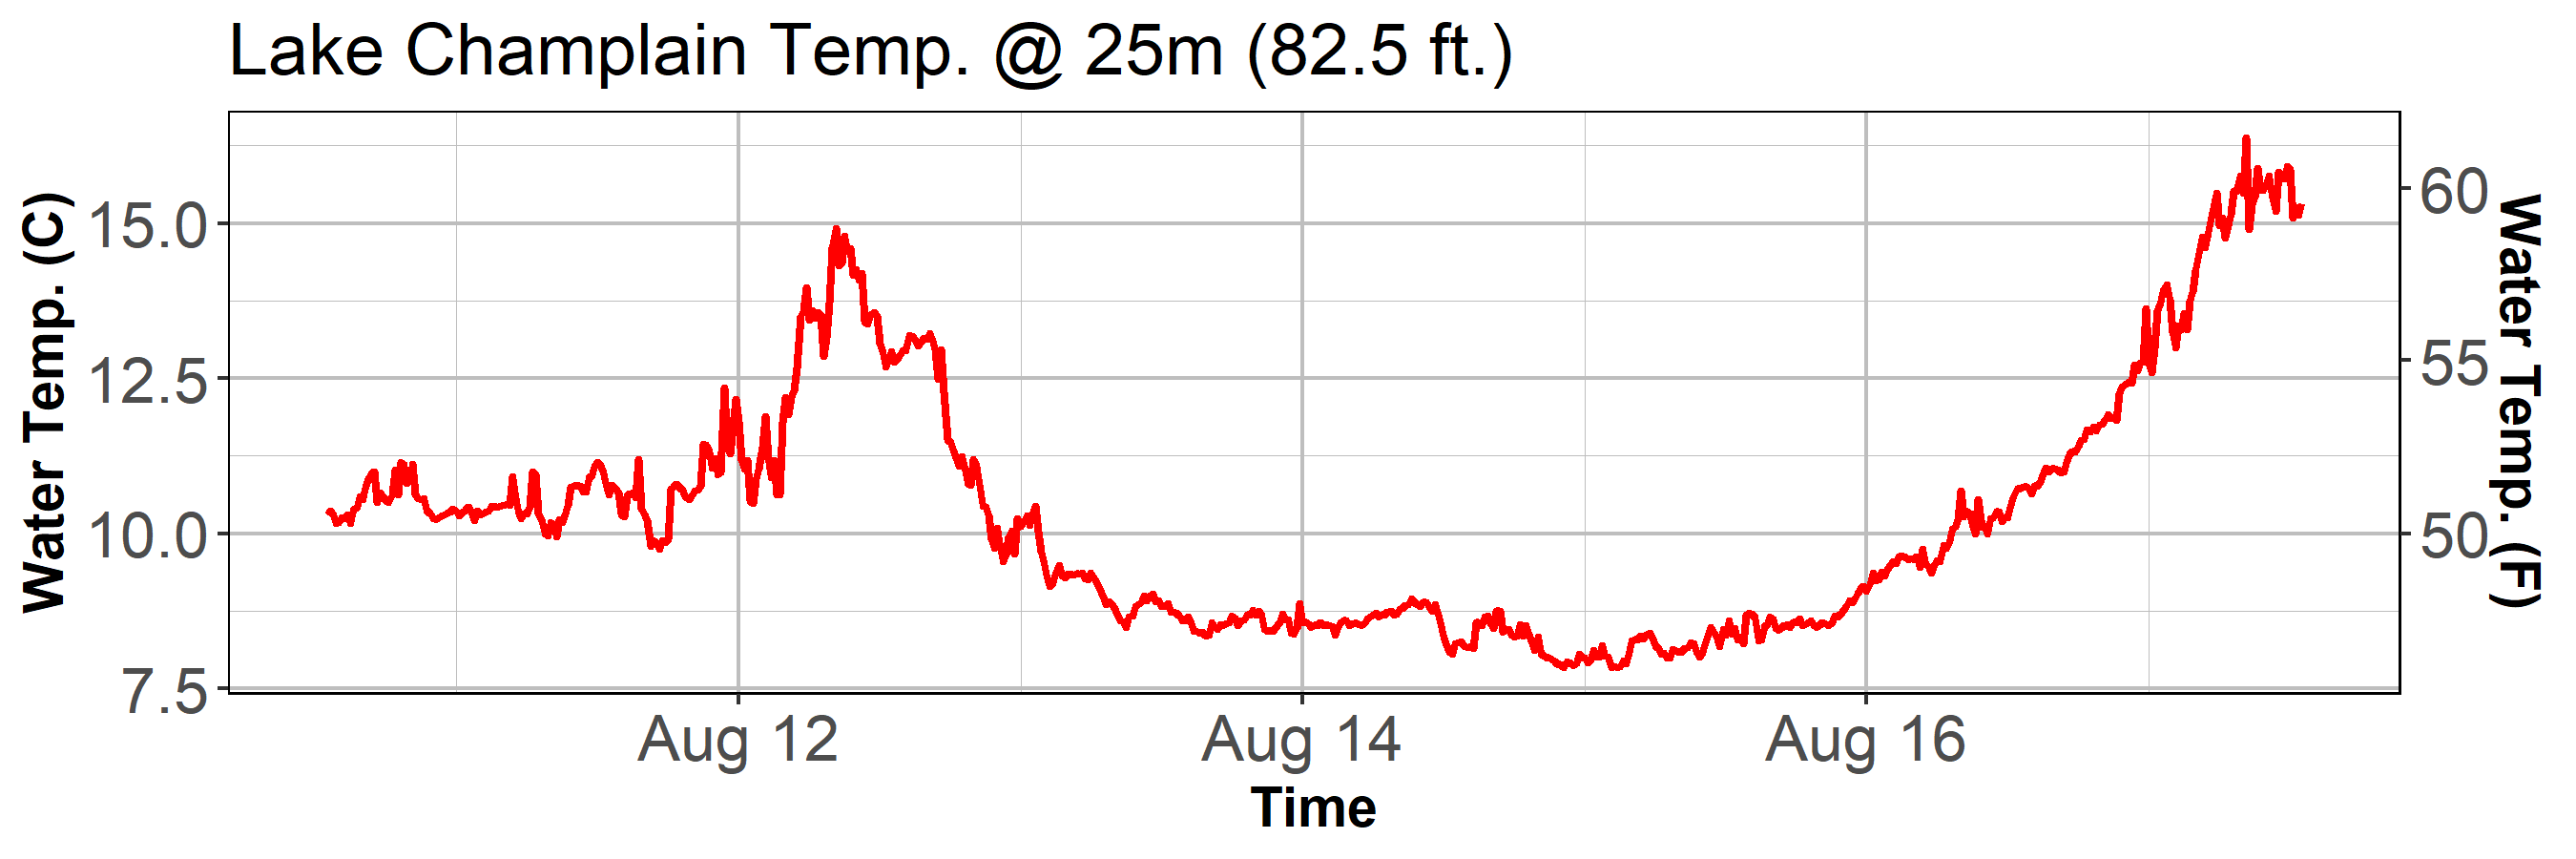 Lake Champlain Temp. @ 25m (82.5 ft.)
Water Temp. (C)
15.0
12.5
10.0
7.5
60
55
50
Water Temp. (F)
Aug 12
Aug 14
Aug 16
Time